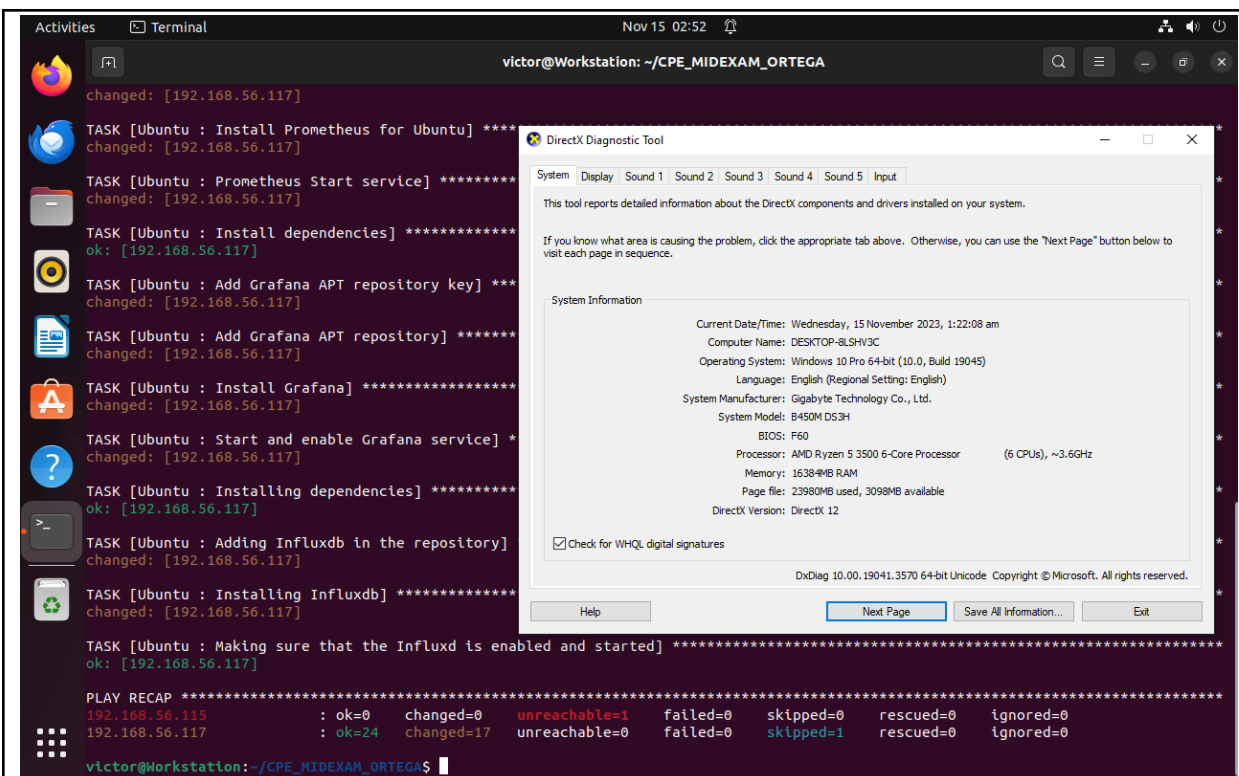 Activities
Terminal
Nov 15 02:52
victor@Workstation: ~/CPE_MIDEXAM_ORTEGA
changed: [192.168.56.117]
TASK [Ubuntu : Install Prometheus for Ubuntu] ****
changed: [192.168.56.117]
TASK [Ubuntu : Prometheus Start service] *********
changed: [192.168.56.117]
TASK [Ubuntu : Install dependencies] *************
ok: [192.168.56.117]
TASK [Ubuntu : Add Grafana APT repository key] ***
changed: [192.168.56.117]
TASK [Ubuntu : Add Grafana APT repository] *******
changed: [192.168.56.117]
TASK [Ubuntu : Install Grafana] ******************
changed: [192.168.56.117]
TASK [Ubuntu : Start and enable Grafana service] *
changed: [192.168.56.117]
TASK [Ubuntu : Installing dependencies] **********
ok: [192.168.56.117]
TASK [Ubuntu : Adding Influxdb in the repository]
changed: [192.168.56.117]
TASK [Ubuntu : Installing Influxdb] **************
changed: [192.168.56.117]
TASK [Ubuntu : Making sure that the Influxd is enabled and started] ****************************************************************
ok: [192.168.56.117]
PLAY RECAP *************************************************************************************************************************
192.168.56.115 : ok=0 changed=0 unreachable=1 failed=0 skipped=0 rescued=0 ignored=0
192.168.56.117 : ok=24 changed=17 unreachable=0 failed=0 skipped=1 rescued=0 ignored=0
victor@Workstation:~/CPE_MIDEXAM_ORTEGA$
DirectX Diagnostic Tool
System Display Sound 1 Sound 2 Sound 3 Sound 4 Sound 5 Input
This tool reports detailed information about the DirectX components and drivers installed on your system.
If you know what area is causing the problem, click the appropriate tab above. Otherwise, you can use the "Next Page" button below to
visit each page in sequence.
System Information
Current Date/Time: Wednesday, 15 November 2023, 1:22:08 am
Computer Name: DESKTOP-8LSHV3C
Operating System: Windows 10 Pro 64-bit (10.0, Build 19045)
Language: English (Regional Setting: English)
System Manufacturer: Gigabyte Technology Co., Ltd.
System Model: B450M DS3H
BIOS: F60
Processor: AMD Ryzen 5 3500 6-Core Processor (6 CPUs), ~3.6GHz
Memory: 16384MB RAM
Page file: 23980MB used, 3098MB available
DirectX Version: DirectX 12
Check for WHQL digital signatures
DxDiag 10.00.19041.3570 64-bit Unicode Copyright © Microsoft. All rights reserved.
Help
Next Page
Save All Information...
Exit